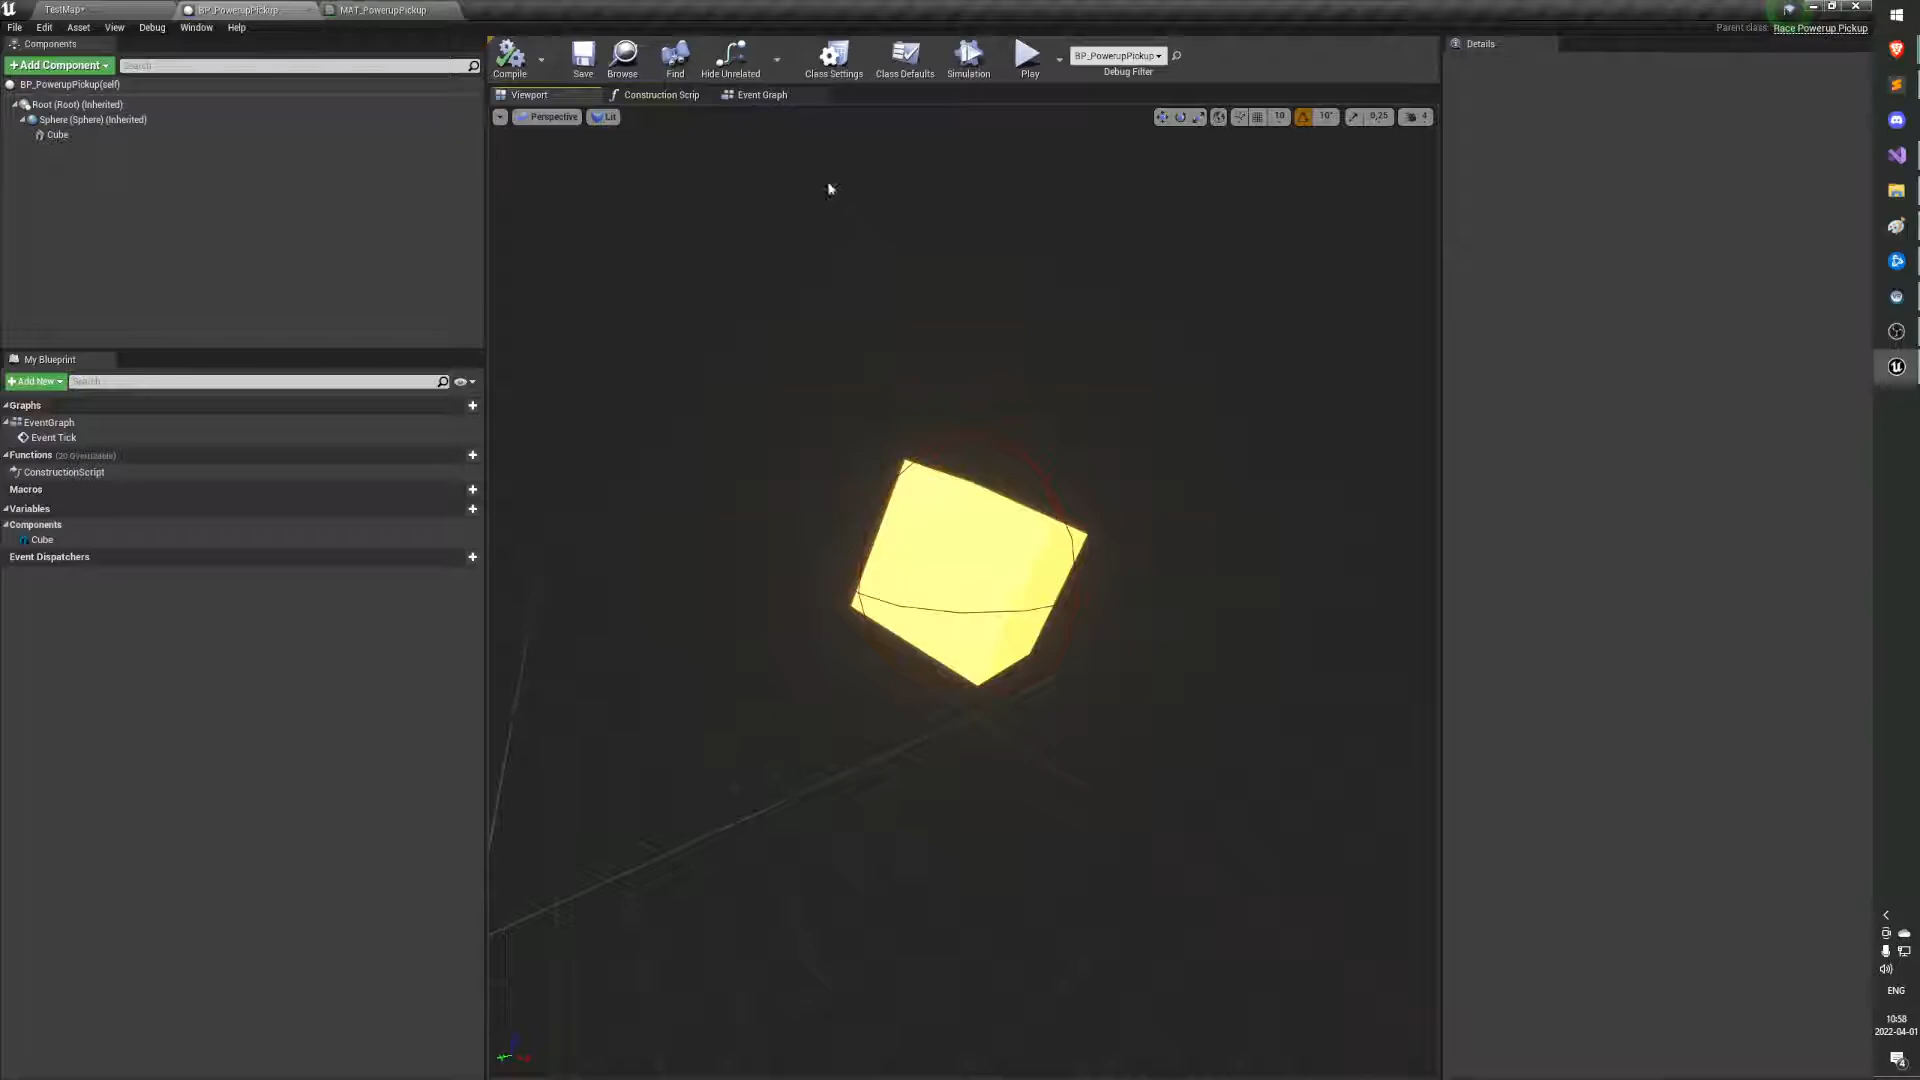 TestMap*
BP_PowerupPickup
MAT_PowerupPickup
File Edit Asset View Window Debug Window Help
Parent class: Race Powerup Pickup
Components
+Add Component
Search
BP_PowerupPickup(self)
Root (Root) (Inherited)
Sphere (Sphere) (Inherited)
Cube
Compile
Save
Browse
Find
Hide Unrelated
Class Settings
Class Defaults
Simulation
Play
BP_PowerupPickup
Debug Filter
Viewport
Construction Scrip
Event Graph
Perspective
Lit
10
10°
0,25
4
Details
My Blueprint
+Add New
Search
Graphs
EventGraph
Event Tick
Functions (20 Overridable)
ConstructionScript
Macros
Variables
Components
Cube
Event Dispatchers
ENG
10:58
2022-04-01
4